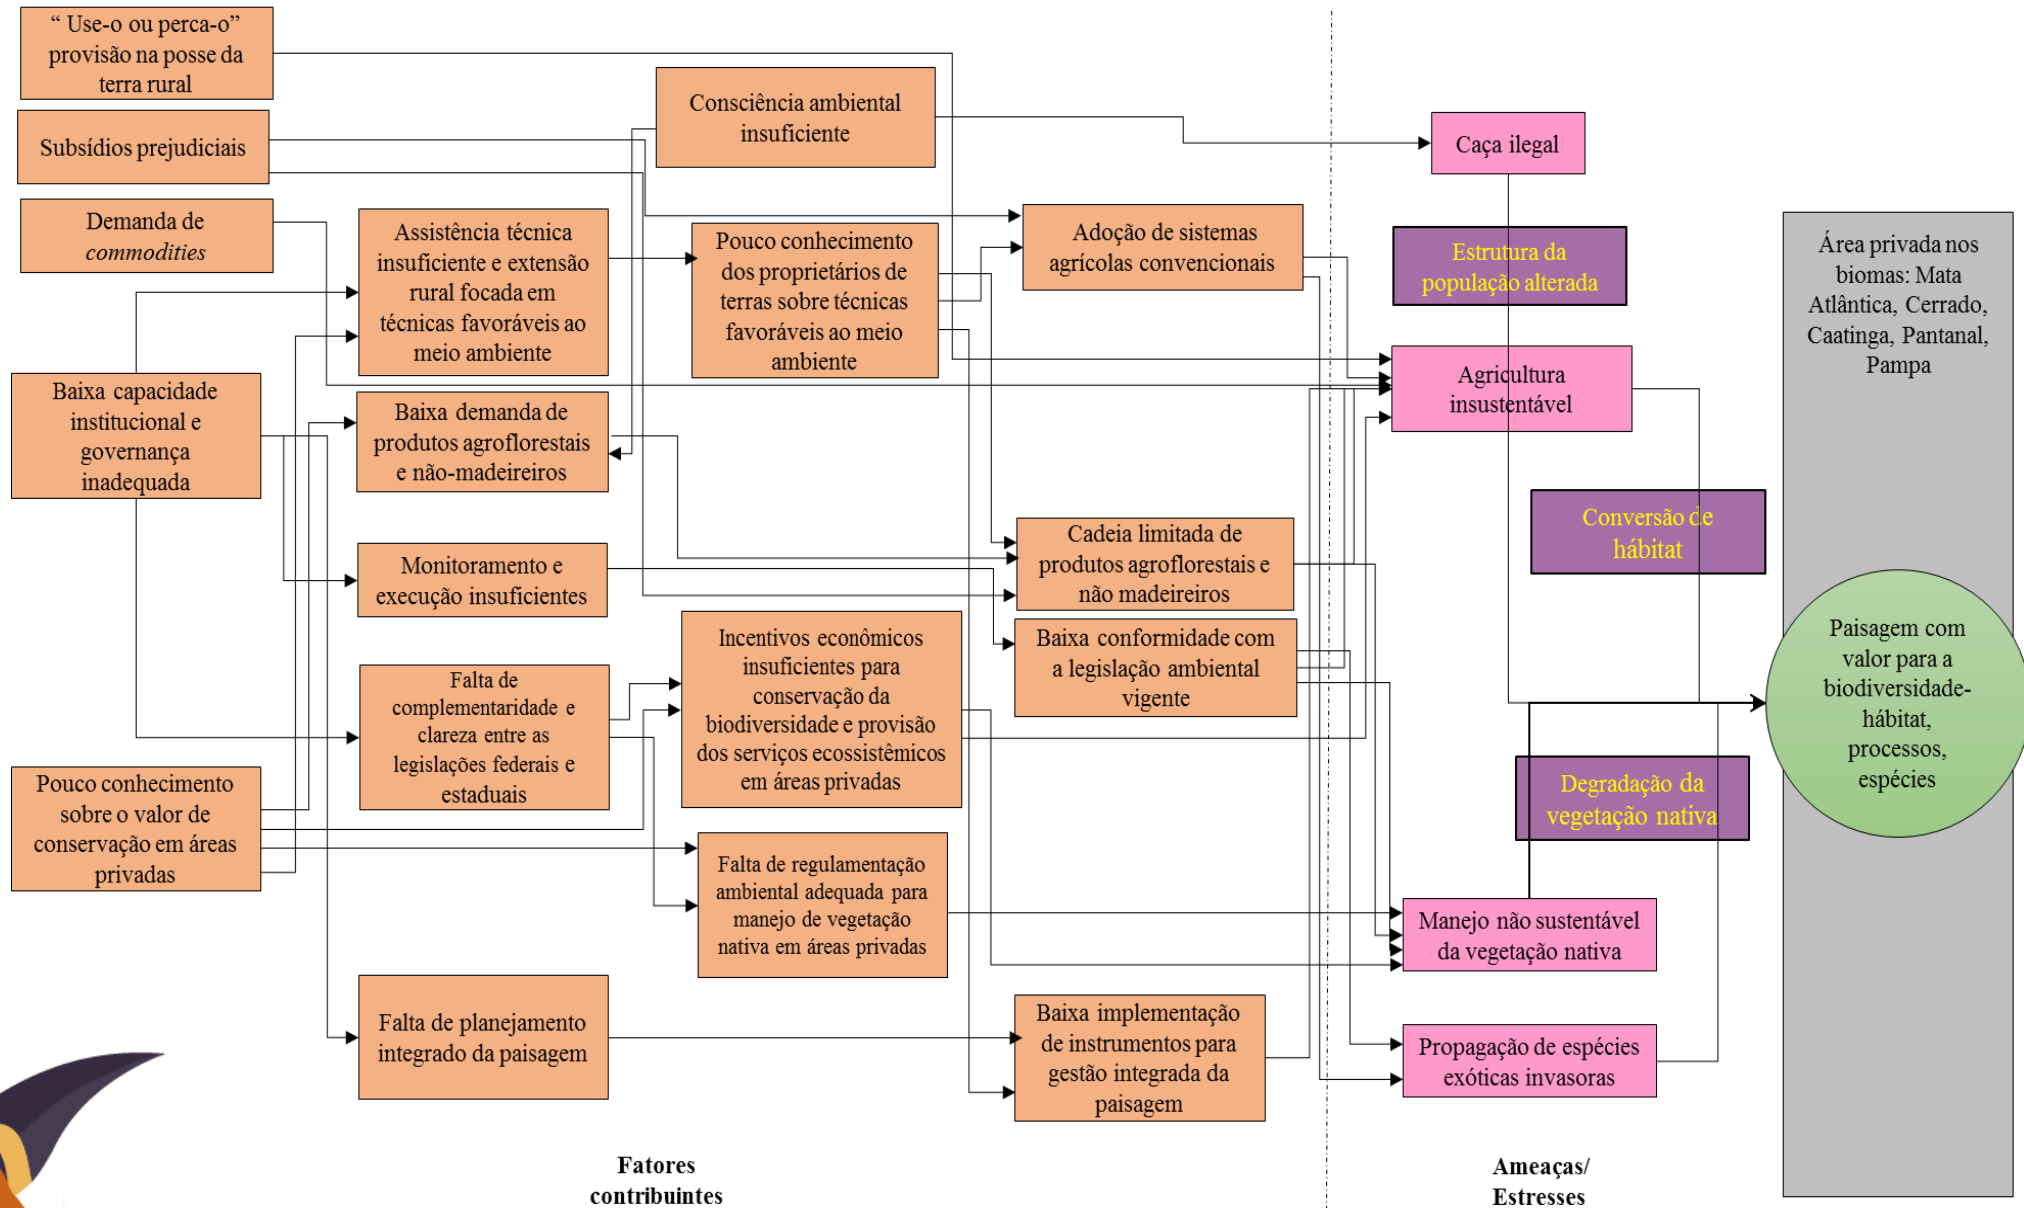 “ Use-o ou perca-o”
provisão na posse da
terra rural
Subsídios prejudiciais
Demanda de
commodities
Baixa capacidade
institucional e
governança
inadequada
Pouco conhecimento
sobre o valor de
conservação em áreas
privadas
Assistência técnica
insuficiente e extensão
rural focada em
técnicas favoráveis ao
meio ambiente
Baixa demanda de
produtos agroflorestais
e não-madeireiros
Monitoramento e
execução insuficientes
Falta de
complementaridade e
clareza entre as
legislações federais e
estaduais
Falta de planejamento
integrado da paisagem
Consciência ambiental
insuficiente
Pouco conhecimento
dos proprietários de
terras sobre técnicas
favoráveis ao meio
ambiente
Incentivos econômicos
insuficientes para
conservação da
biodiversidade e provisão
dos serviços ecossistêmicos
em áreas privadas
Falta de regulamentação
ambiental adequada para
manejo de vegetação
nativa em áreas privadas
Adoção de sistemas
agrícolas convencionais
Cadeia limitada de
produtos agroflorestais e
não madeireiros
Baixa conformidade com
a legislação ambiental
vigente
Baixa implementação
de instrumentos para
gestão integrada da
paisagem
Caça ilegal
Estrutura da
população alterada
Agricultura
insustentável
Conversão de
hábitat
Degradação da
vegetação nativa
Manejo não sustentável
da vegetação nativa
Propagação de espécies
exóticas invasoras
Área privada nos
biomas: Mata
Atlântica, Cerrado,
Caatinga, Pantanal,
Pampa
Paisagem com
valor para a
biodiversidade-
hábitat,
processos,
espécies
Fatores
contribuintes
Ameaças/
Estresses